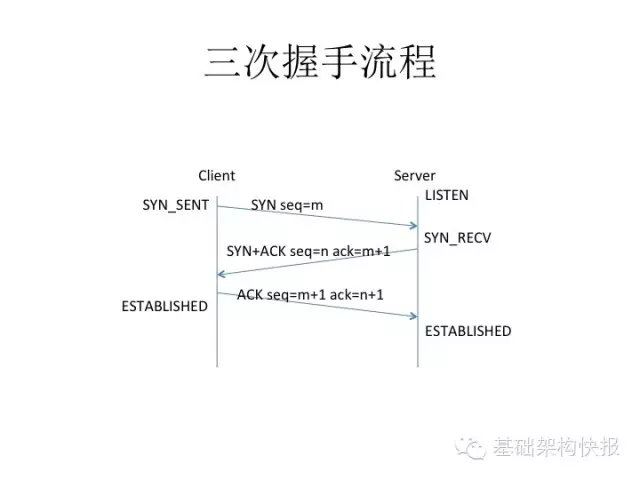 三次握手流程
Client Server
LISTEN
SYN_SENT SYN seq=m
SYN_RECV
SYN+ACK seq=n ack=m+1
ACK seq=m+1 ack=n+1
ESTABLISHED
ESTABLISHED
基础架构快报